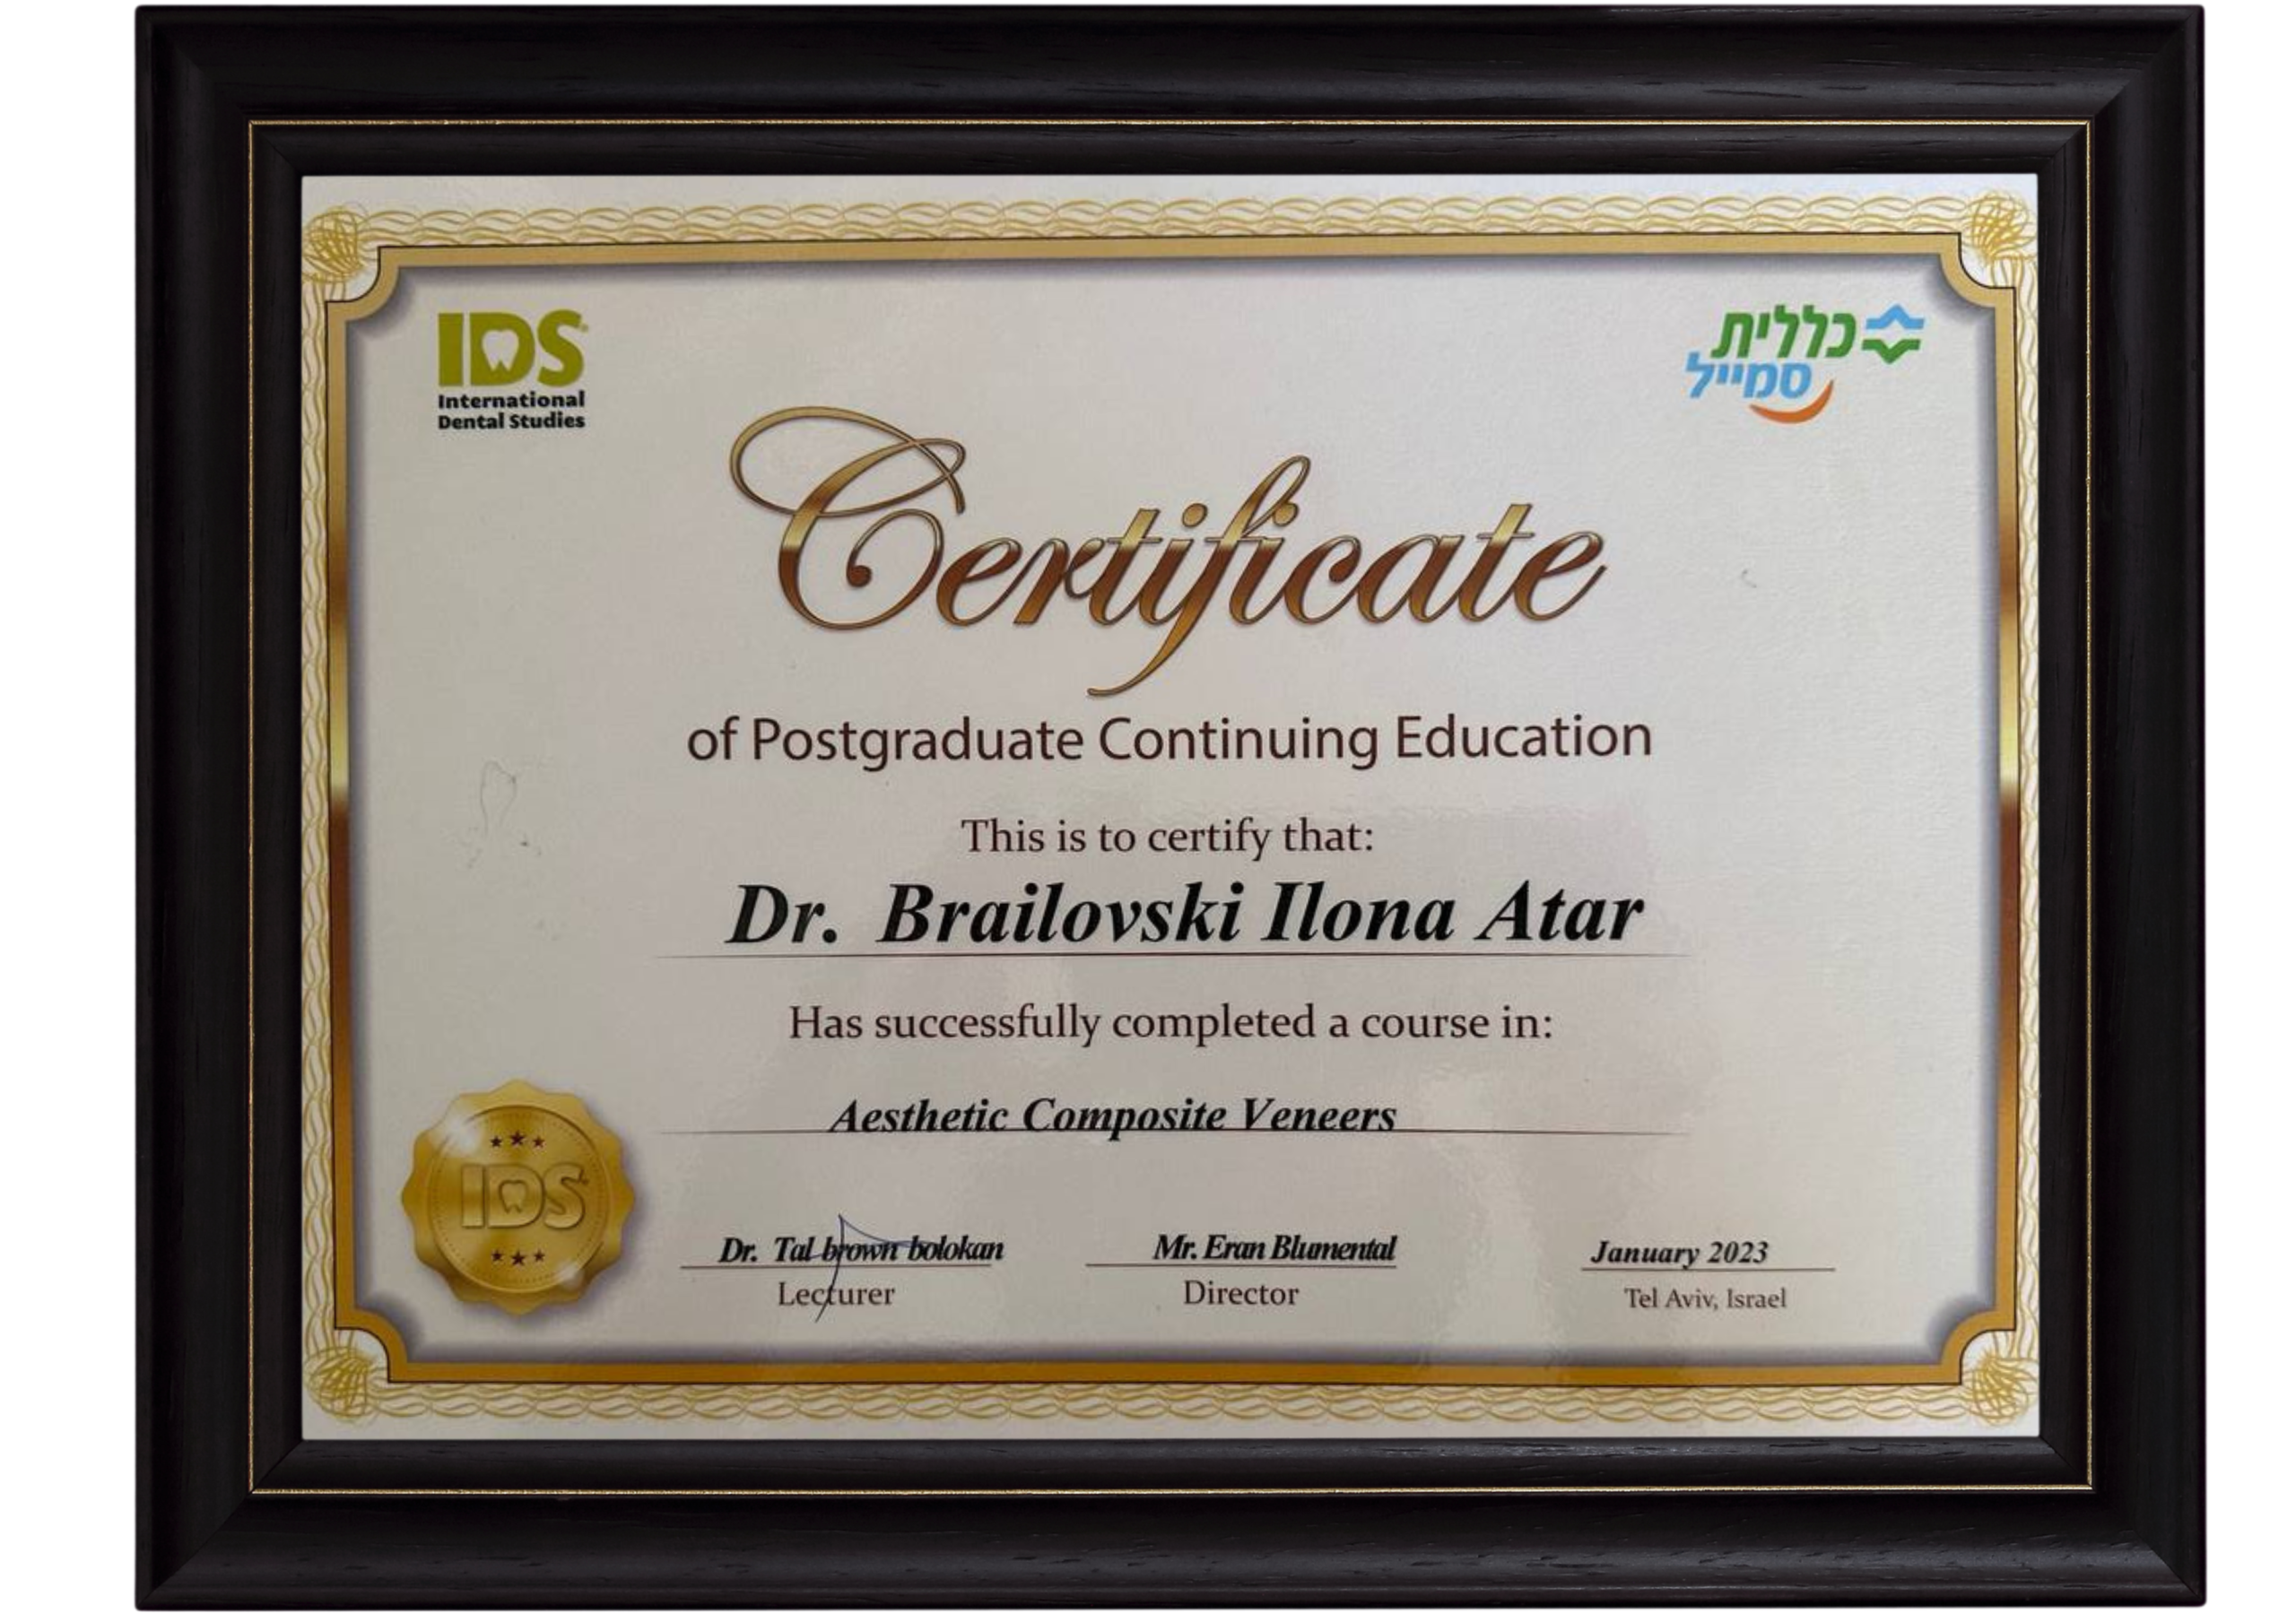 IDS
International
Dental Studies
כללית
סמייל
Certificate
of Postgraduate Continuing Education
This is to certify that:
Dr. Brailovski Ilona Atar
Has successfully completed a course in:
Aesthetic Composite Veneers
IDS
Dr. Tal brown bolokan
Lecturer
Mr. Eran Blumental
Director
January 2023
Tel Aviv, Israel